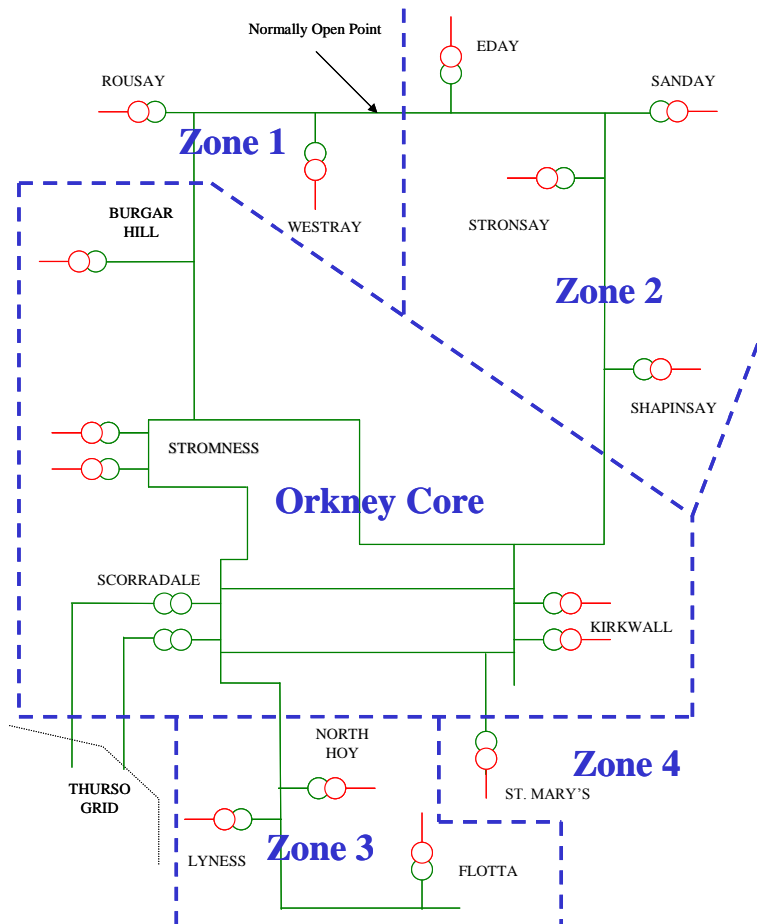 Normally Open Point
EDAY
ROUSAY
SANDAY
Zone 1
WESTRAY
STRONSAY
BURGAR
HILL
Zone 2
SHAPINSAY
STROMNESS
Orkney Core
SCORRADALE
KIRKWALL
NORTH
HOY
Zone 4
THURSO
GRID
ST. MARY'S
Zone 3
LYNESS
FLOTTA